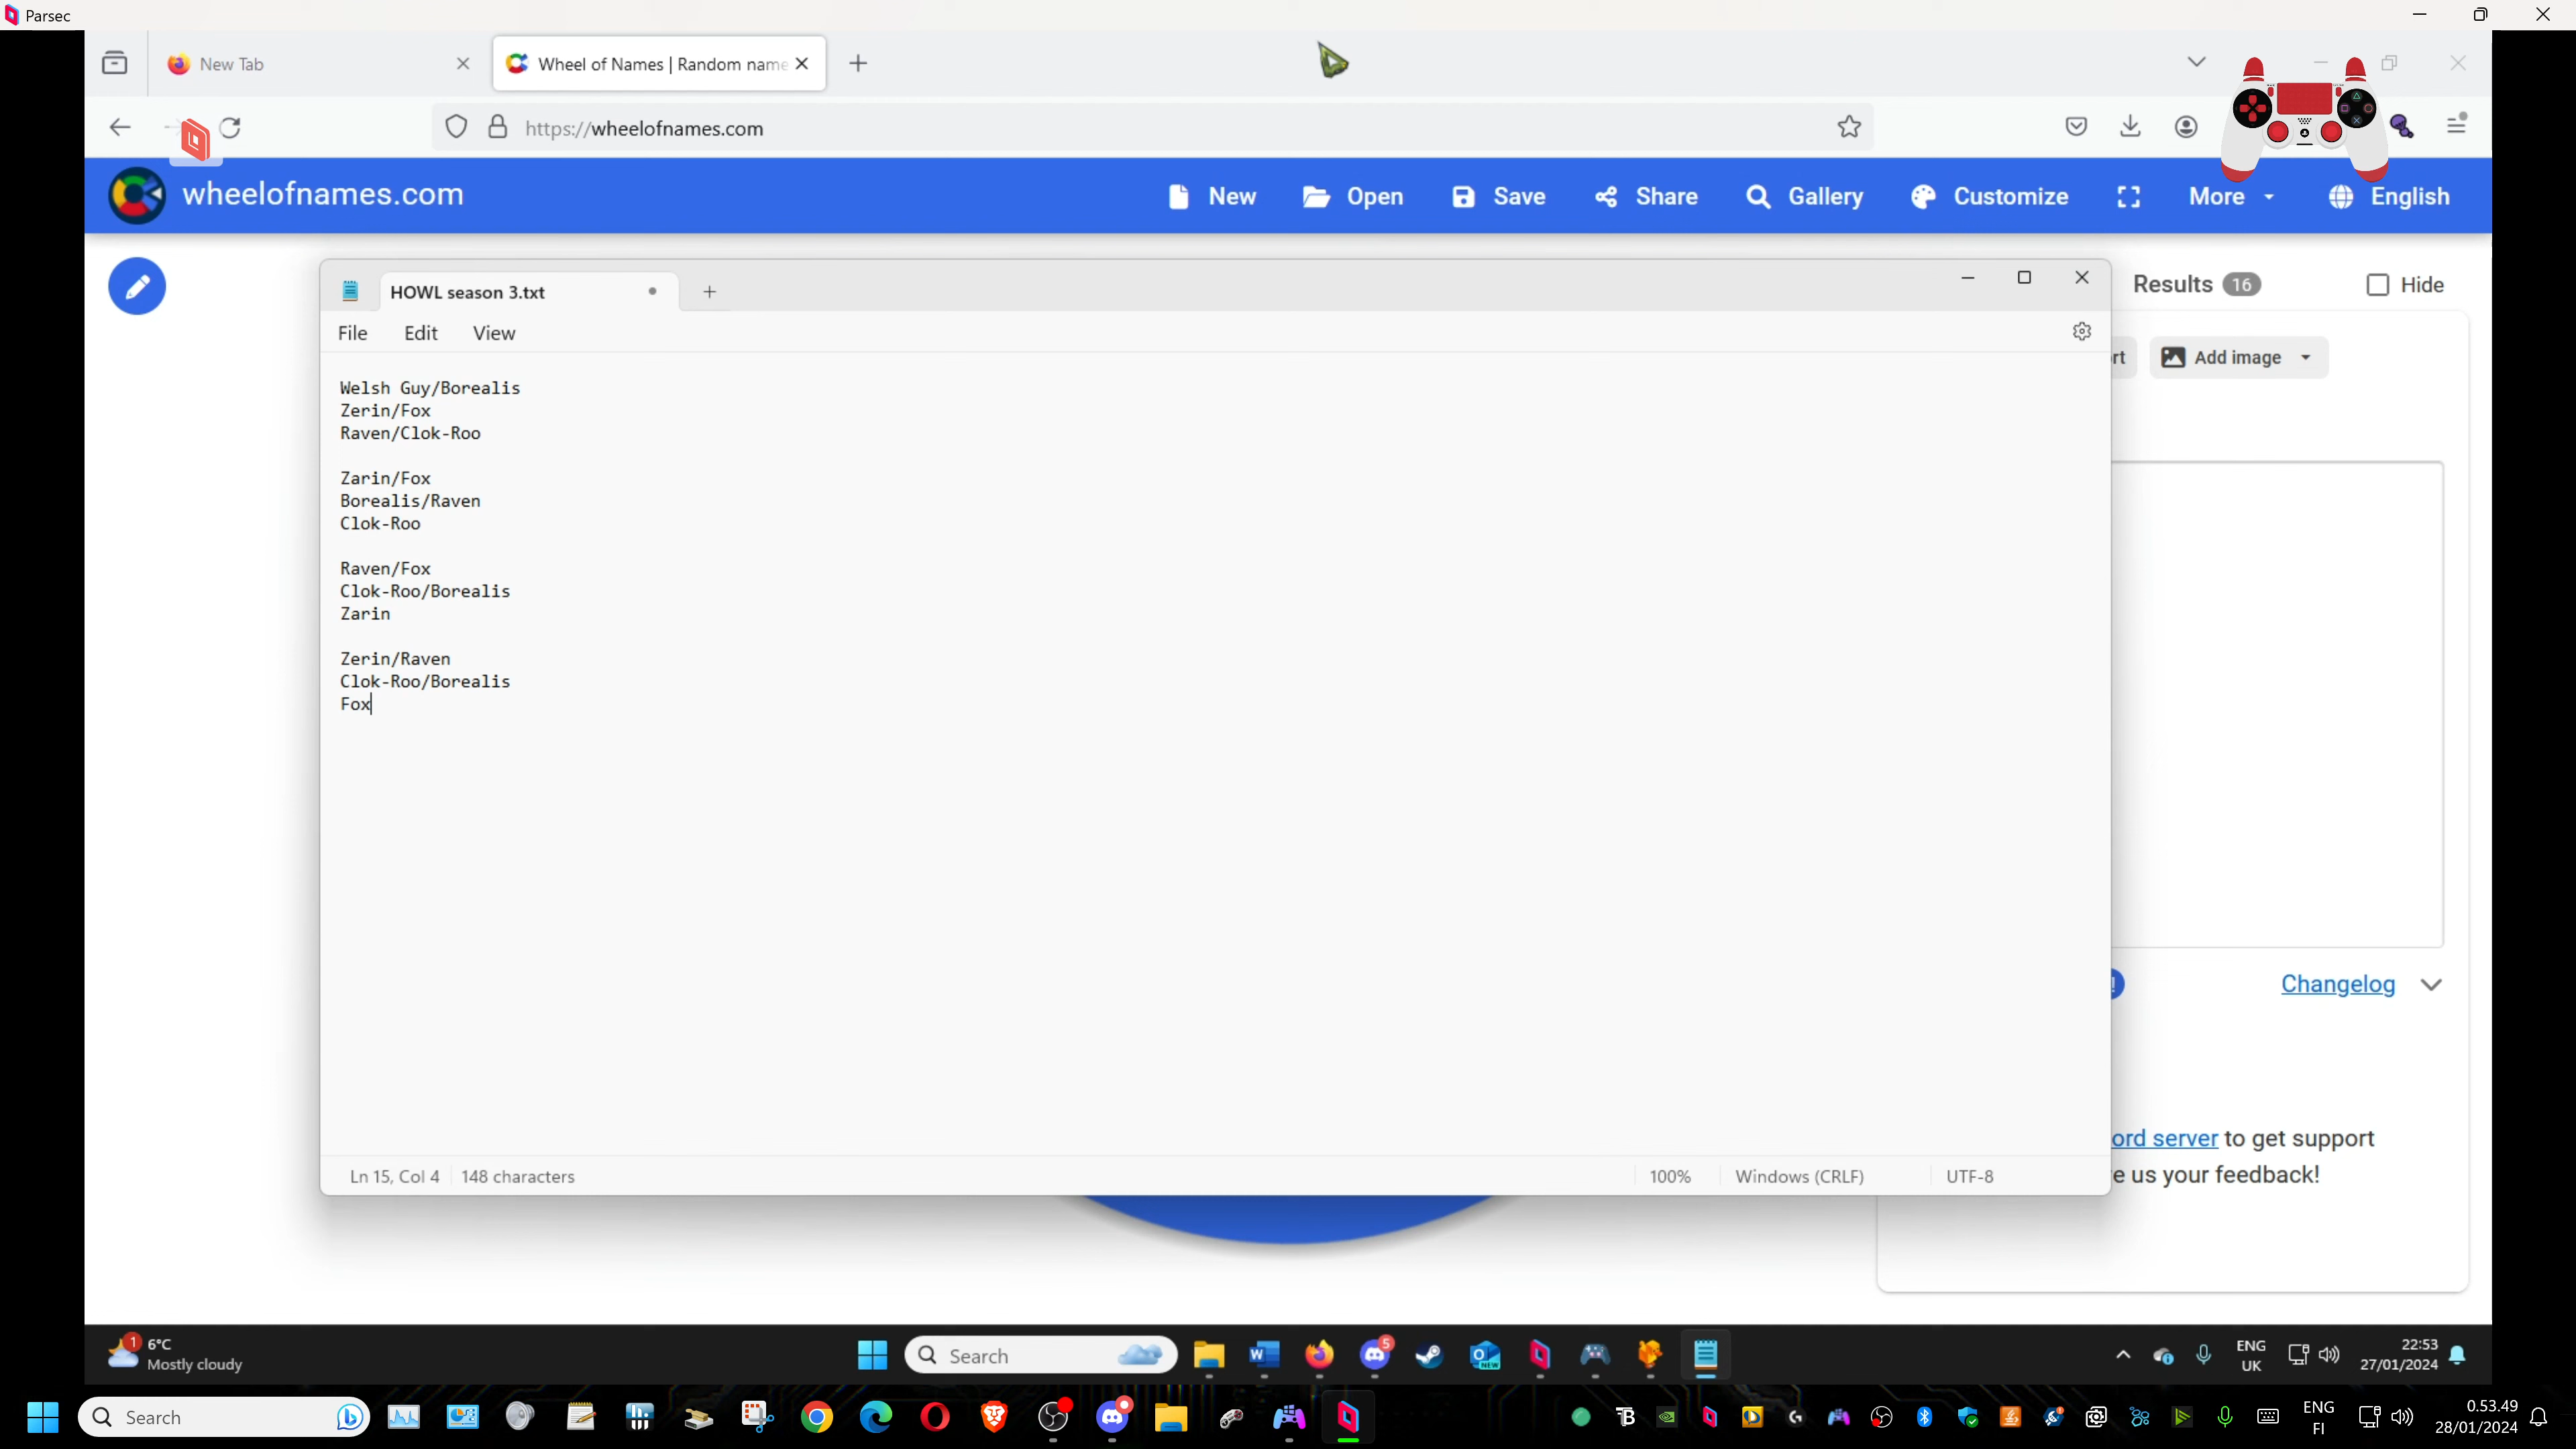 Parsec
New Tab
Wheel of Names | Random name
https://wheelofnames.com
wheelofnames.com
New
Open
Save
Share
Gallery
Customize
More
English
HOWL season 3.txt
Results 16
Hide
File
Edit
View
rt
Add image
Welsh Guy/Borealis
Zerin/Fox
Raven/Clok-Roo
Zarin/Fox
Borealis/Raven
Clok-Roo
Raven/Fox
Clok-Roo/Borealis
Zarin
Zerin/Raven
Clok-Roo/Borealis
Fox
Changelog
ord server to get support
e us your feedback!
Ln 15, Col 4
148 characters
100%
Windows (CRLF)
UTF-8
1
6°C
Mostly cloudy
Search
5
ENG
UK
22:53
27/01/2024
Search
ENG
FI
0.53.49
28/01/2024